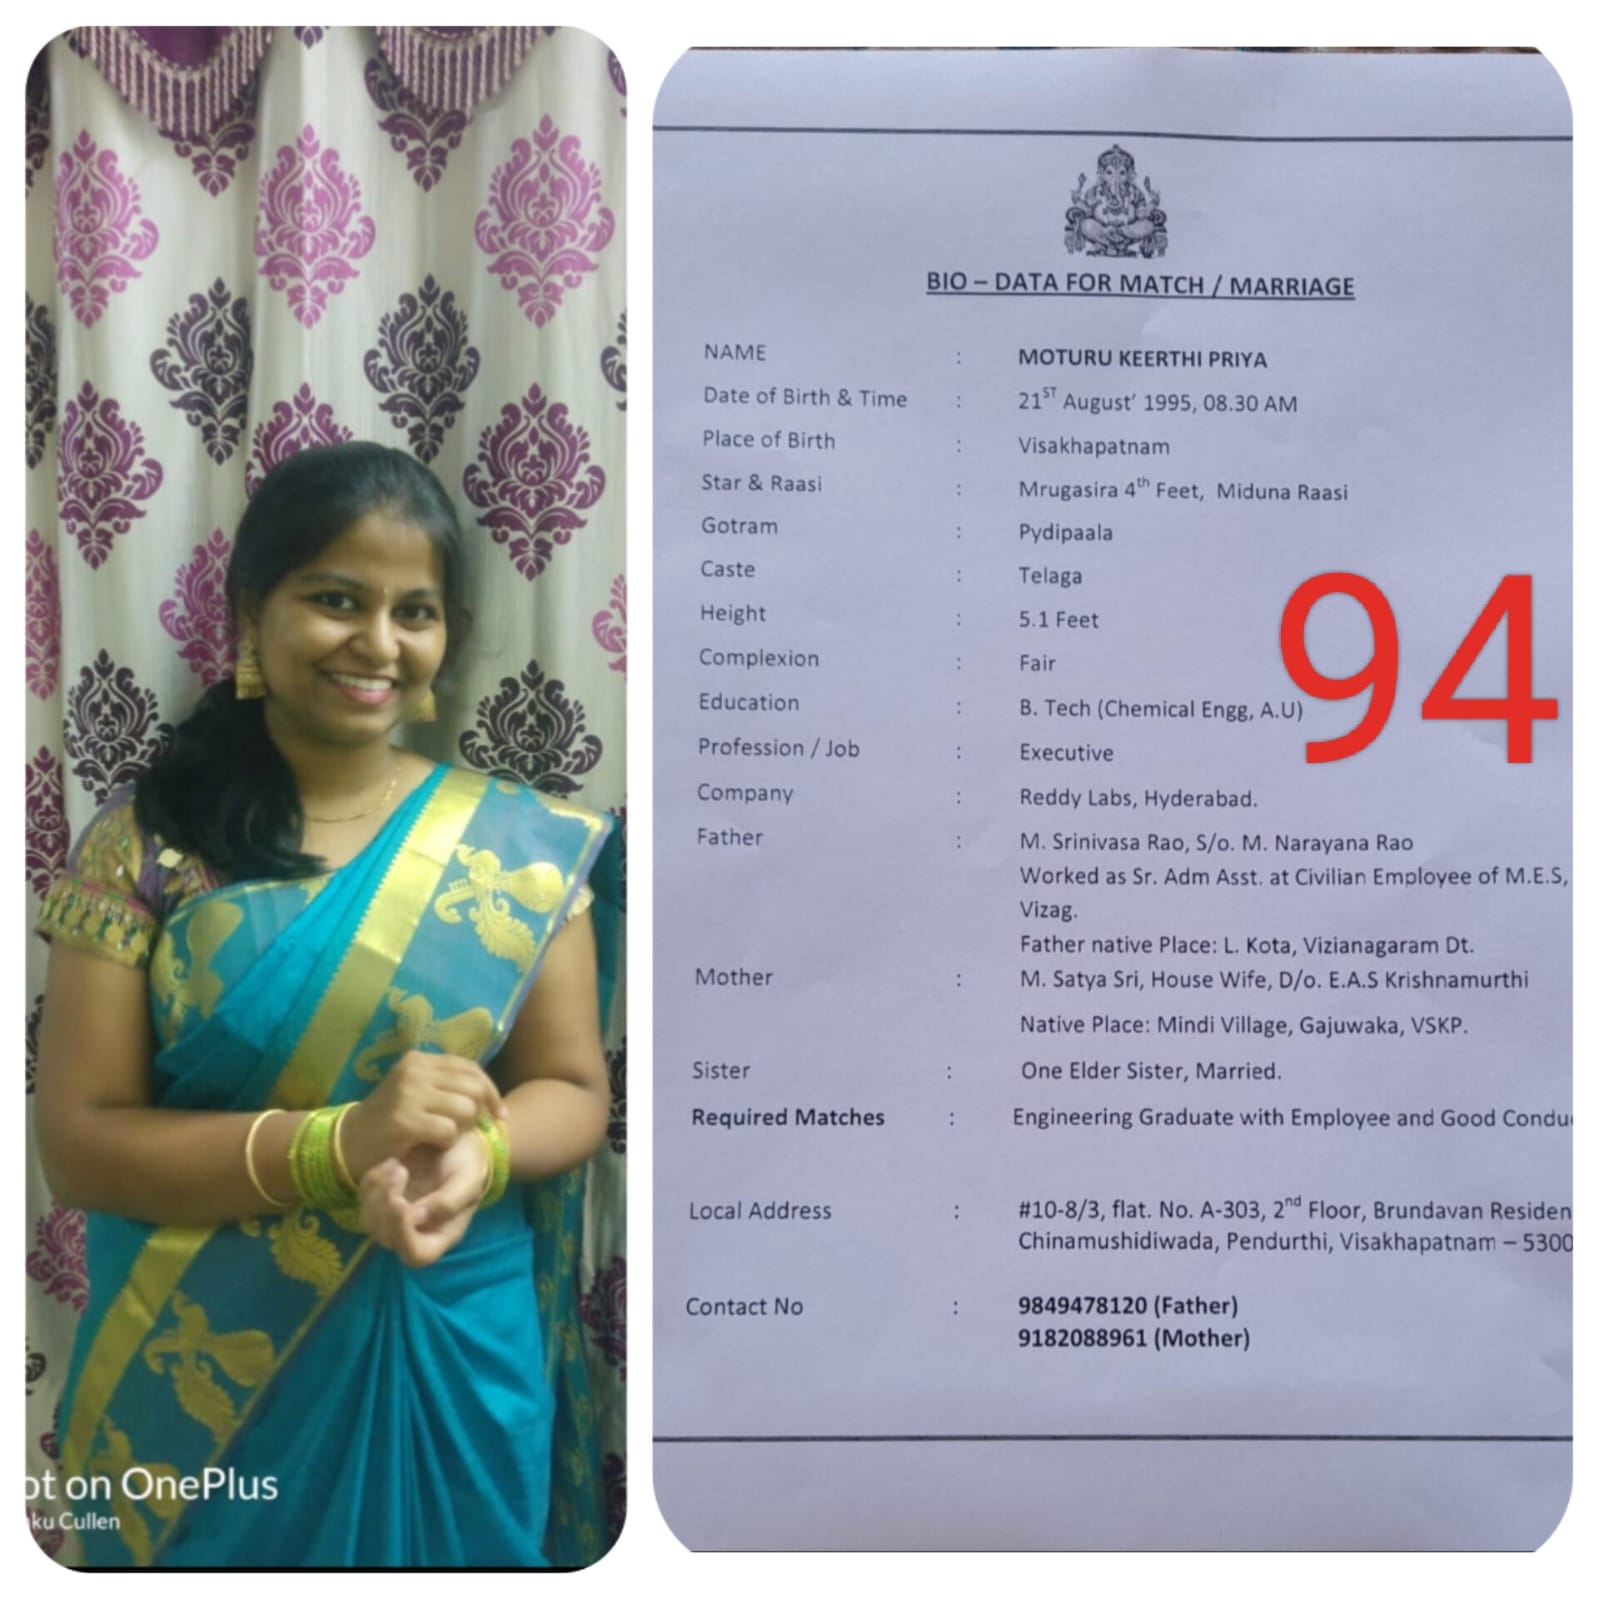 BIO – DATA FOR MATCH / MARRIAGE
NAME : MOTURU KEERTHI PRIYA
Date of Birth & Time : 21ST August’ 1995, 08.30 AM
Place of Birth : Visakhapatnam
Star & Raasi : Mrugasira 4th Feet, Miduna Raasi
Gotram : Pydipaala
Caste : Telaga
Height : 5.1 Feet
Complexion : Fair
94
Education : B. Tech (Chemical Engg, A.U)
Profession / Job : Executive
Company : Reddy Labs, Hyderabad.
Father : M. Srinivasa Rao, S/o. M. Narayana Rao
Worked as Sr. Adm Asst. at Civilian Employee of M.E.S,
Vizag.
Father native Place: L. Kota, Vizianagaram Dt.
Mother : M. Satya Sri, House Wife, D/o. E.A.S Krishnamurthi
Native Place: Mindi Village, Gajuwaka, VSKP.
Sister : One Elder Sister, Married.
Required Matches : Engineering Graduate with Employee and Good Condu
Local Address : #10-8/3, flat. No. A-303, 2nd Floor, Brundavan Residen
Chinamushidiwada, Pendurthi, Visakhapatnam – 5300
Contact No : 9849478120 (Father)
9182088961 (Mother)
ot on OnePlus
ku Cullen